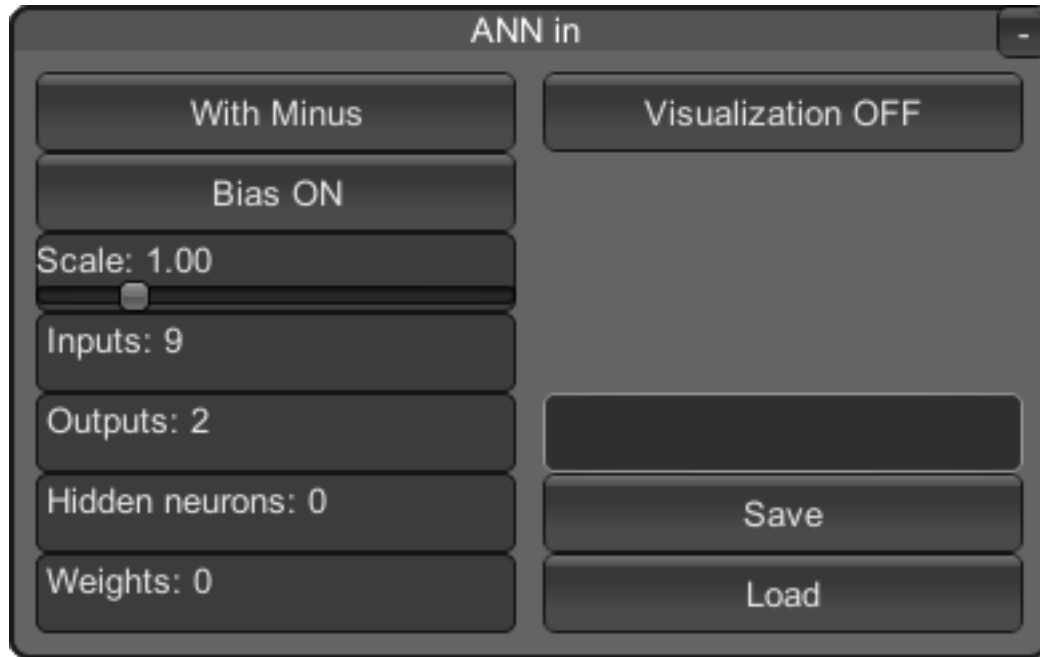 ANN in
-
With Minus
Visualization OFF
Bias ON
Scale: 1.00
Inputs: 9
Outputs: 2
Hidden neurons: 0
Save
Weights: 0
Load